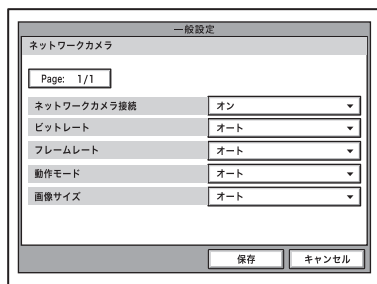 一般設定
ネットワークカメラ
Page: 1/1
ネットワークカメラ接続 オン
ビットレート オート
フレームレート オート
動作モード オート
画像サイズ オート
保存 キャンセル